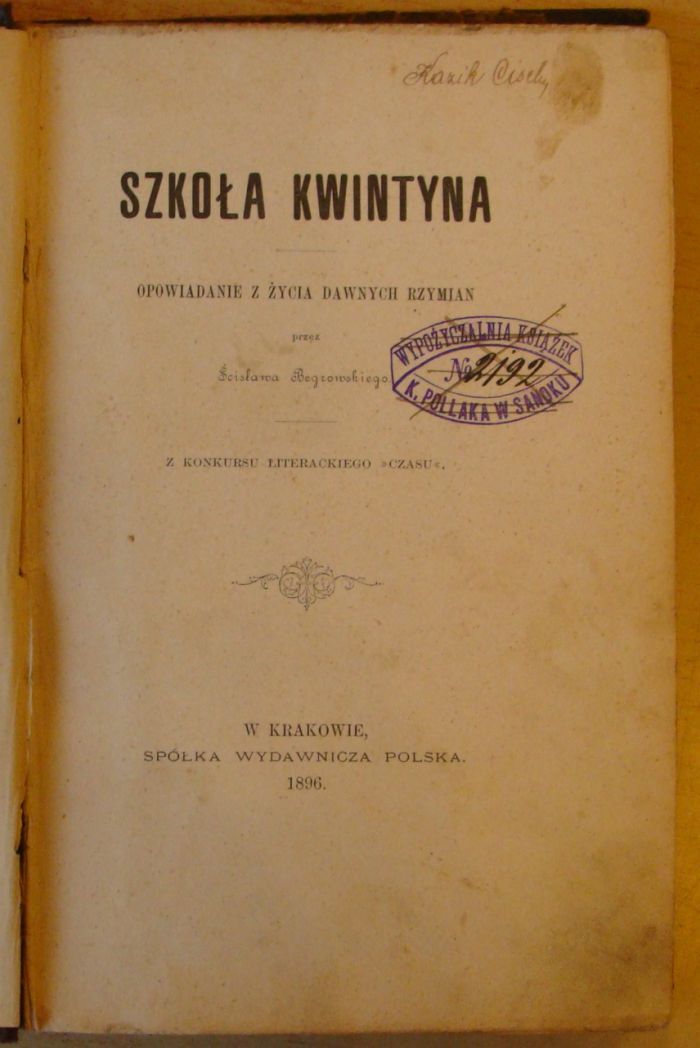 Kazik
SZKOŁA KWINTYNA
OPOWIADANIE Z ŻYCIA DAWNYCH RZYMIAN
przez
Ścisława Begrowskiego.
WYPOŻYCZALNIA KSIĄŻEK
№ 2192
K. POLLAKA W SANOKU
Z KONKURSU LITERACKIEGO »CZASU«.
W KRAKOWIE,
SPÓŁKA WYDAWNICZA POLSKA.
1896.